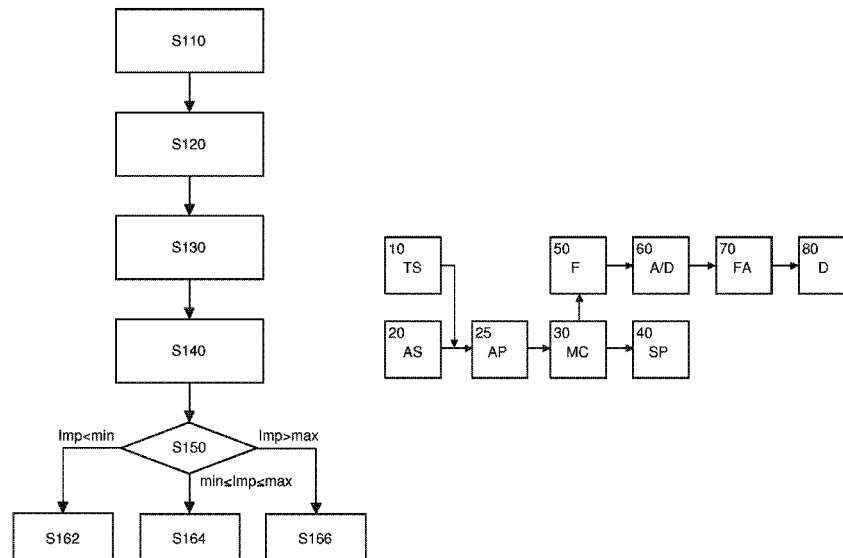 S110
S120
S130
S140
Imp<min
S150
Imp>max
min≤Imp≤max
S162
S164
S166
10
TS
50
F
60
A/D
70
FA
80
D
20
AS
25
AP
30
MC
40
SP